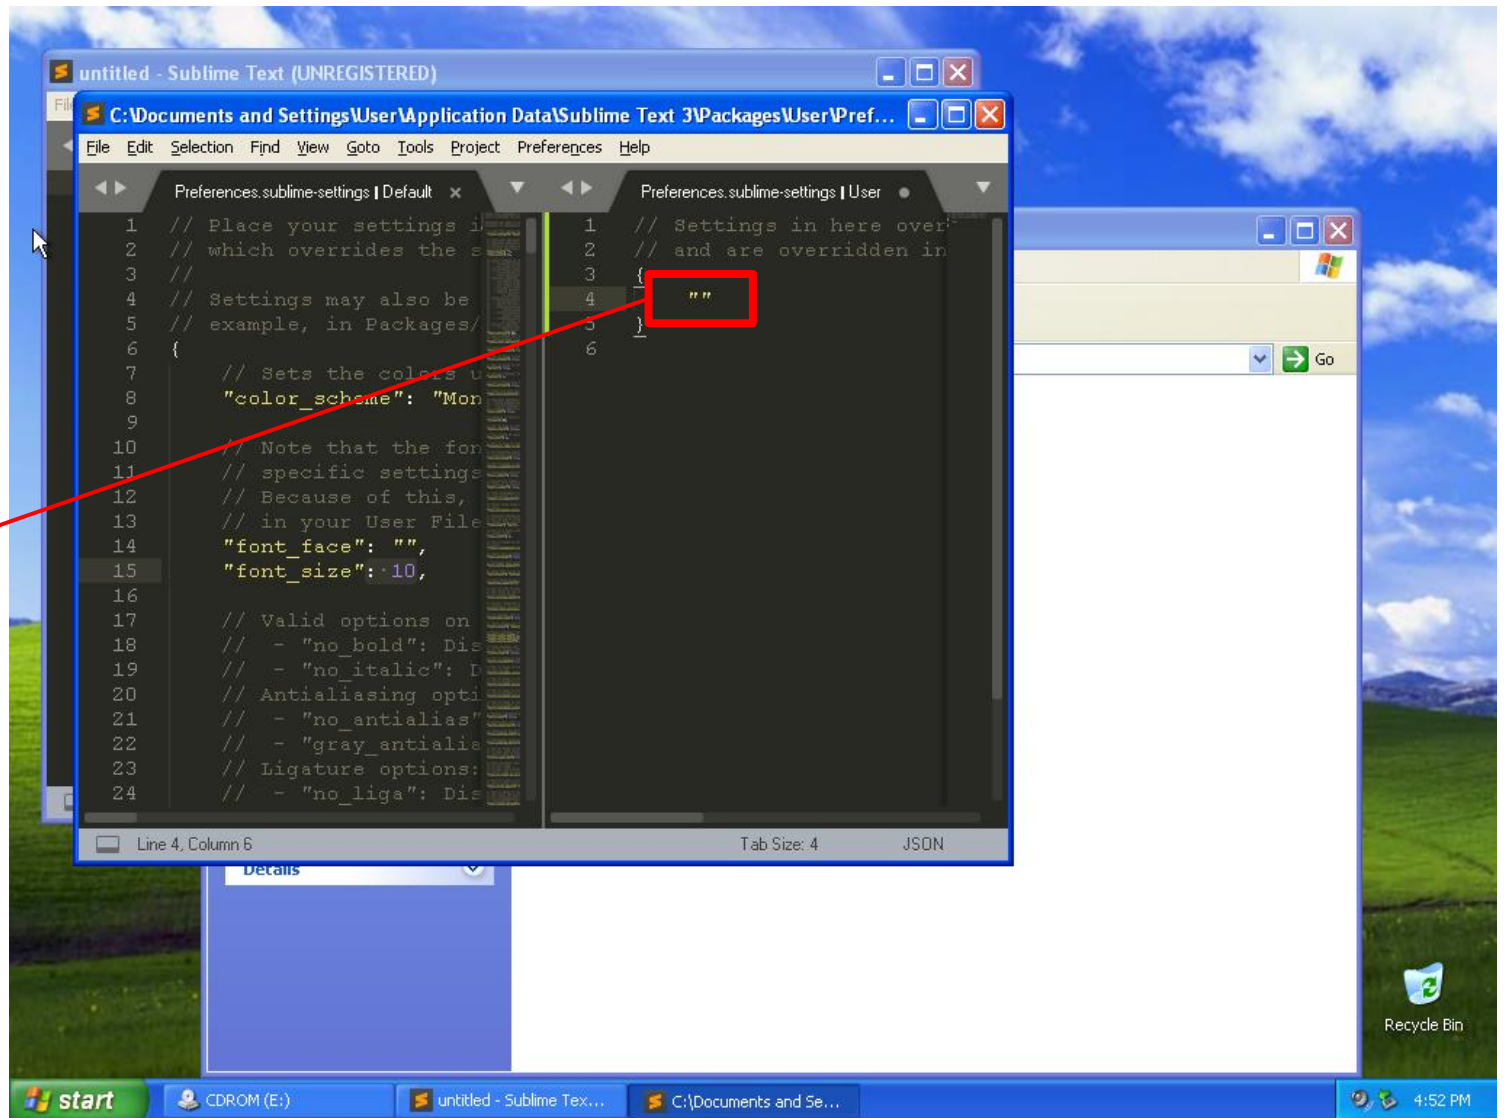 untitled - Sublime Text (UNREGISTERED)
C:\Documents and Settings\User\Application Data\Sublime Text 3\Packages\User\Pref...
File Edit Selection Find View Goto Tools Project Preferences Help
Preferences.sublime-settings | Default
Preferences.sublime-settings | User
1 // Place your settings
2 // which overrides the
3 //
4 // Settings may also be
5 // example, in Packages/
6 {
7 // Sets the colors
8 "color_scheme": "Mon
9
10 // Note that the fon
11 // specific settings
12 // Because of this,
13 // in your User File
14 "font_face": "",
15 "font_size": 10,
16
17 // Valid options on
18 // - "no_bold": Dis
19 // - "no_italic": D
20 // Antialiasing opti
21 // - "no_antialias"
22 // - "gray_antialia
23 // Ligature options:
24 // - "no_liga": Dis
1 // Settings in here over
2 // and are overridden in
3 {
4 ""
5 }
6
Line 4, Column 6
Tab Size: 4
JSON
Go
Details
Recycle Bin
start
CDROM (E:)
untitled - Sublime Tex...
C:\Documents and Se...
4:52 PM